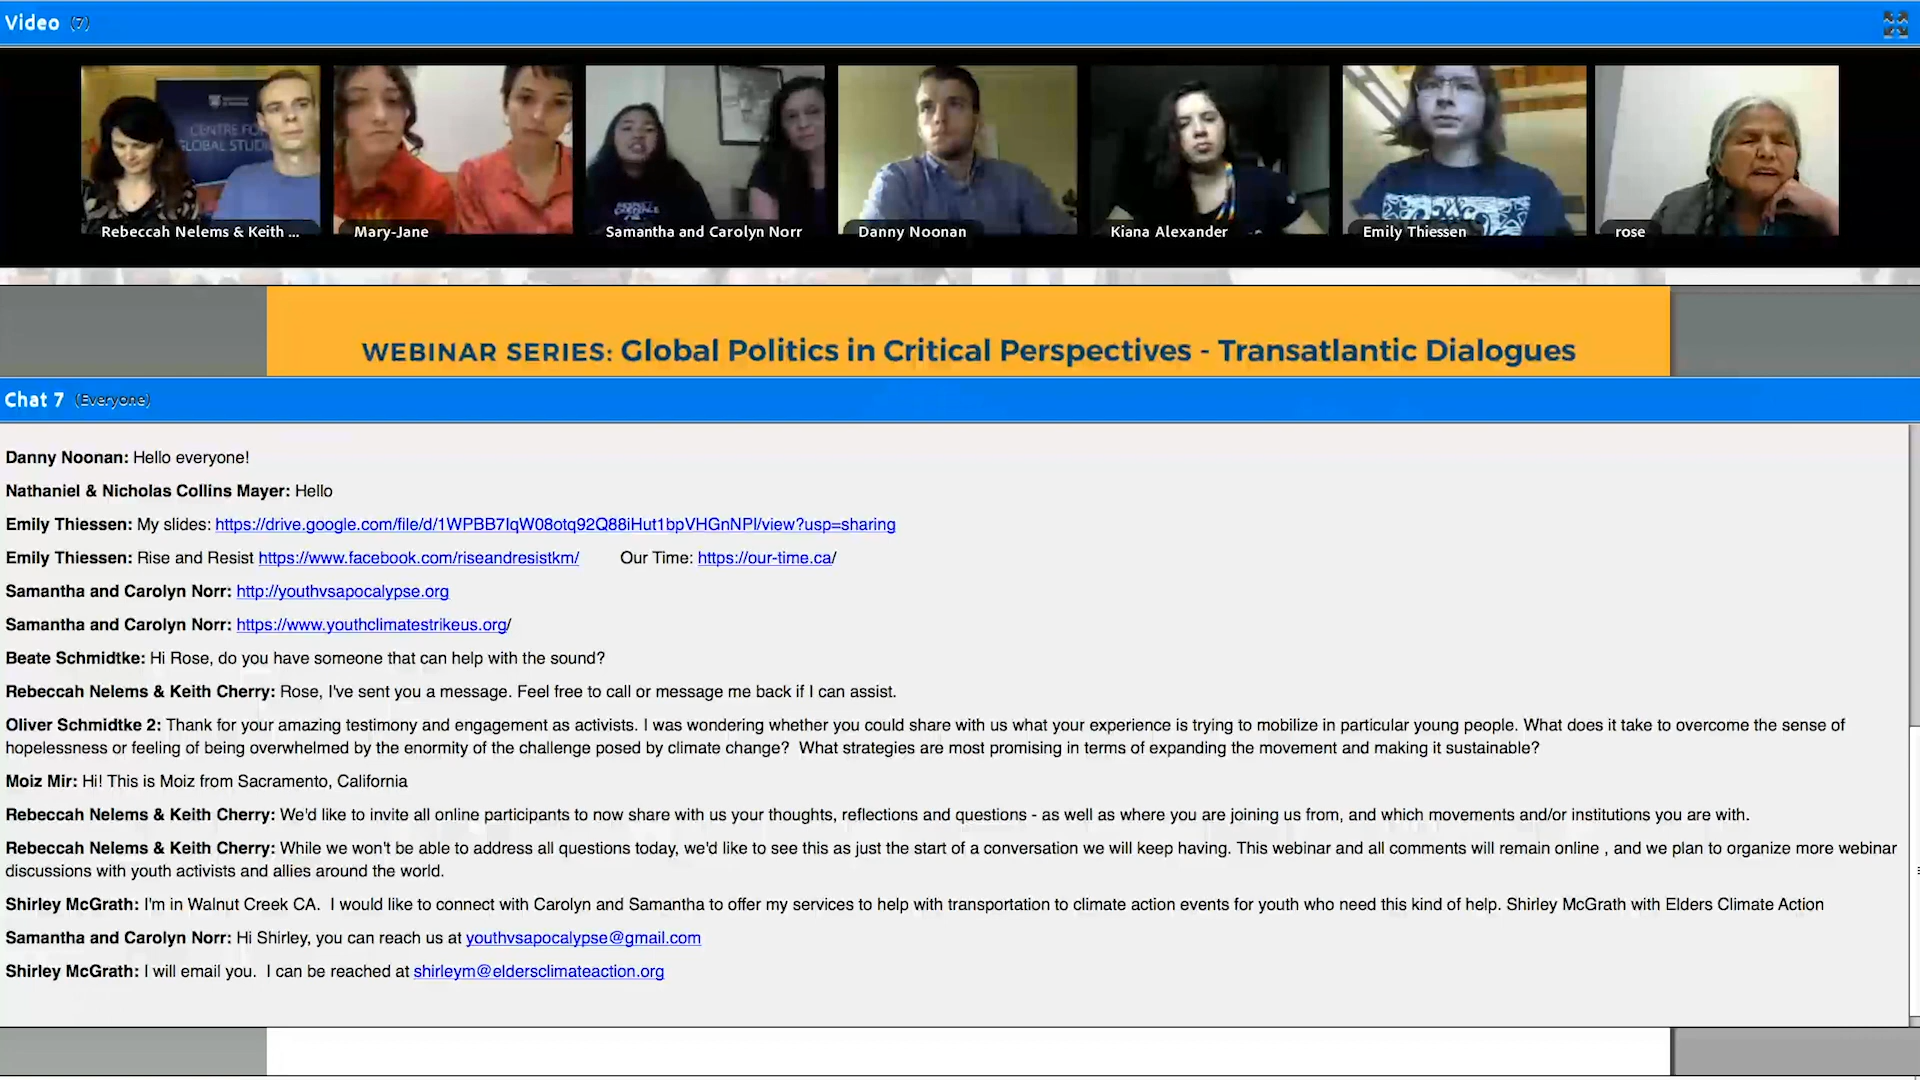 Video (7)
CENTRE FOR
GLOBAL STUD
Rebeccah Nelems & Keith ...
Mary-Jane
Samantha and Carolyn Norr
Danny Noonan
Kiana Alexander
Emily Thiessen
rose
WEBINAR SERIES: Global Politics in Critical Perspectives - Transatlantic Dialogues
Chat 7 (Everyone)
Danny Noonan: Hello everyone!
Nathaniel & Nicholas Collins Mayer: Hello
Emily Thiessen: My slides: https://drive.google.com/file/d/1WPBB7IqW08otq92Q88iHut1bpVHGnNPI/view?usp=sharing
Emily Thiessen: Rise and Resist https://www.facebook.com/riseandresistkm/ Our Time: https://our-time.ca/
Samantha and Carolyn Norr: http://youthvsapocalypse.org
Samantha and Carolyn Norr: https://www.youthclimatestrikeus.org/
Beate Schmidtke: Hi Rose, do you have someone that can help with the sound?
Rebeccah Nelems & Keith Cherry: Rose, I've sent you a message. Feel free to call or message me back if I can assist.
Oliver Schmidtke 2: Thank for your amazing testimony and engagement as activists. I was wondering whether you could share with us what your experience is trying to mobilize in particular young people. What does it take to overcome the sense of
hopelessness or feeling of being overwhelmed by the enormity of the challenge posed by climate change? What strategies are most promising in terms of expanding the movement and making it sustainable?
Moiz Mir: Hi! This is Moiz from Sacramento, California
Rebeccah Nelems & Keith Cherry: We'd like to invite all online participants to now share with us your thoughts, reflections and questions - as well as where you are joining us from, and which movements and/or institutions you are with.
Rebeccah Nelems & Keith Cherry: While we won't be able to address all questions today, we'd like to see this as just the start of a conversation we will keep having. This webinar and all comments will remain online , and we plan to organize more webinar
discussions with youth activists and allies around the world.
Shirley McGrath: I'm in Walnut Creek CA. I would like to connect with Carolyn and Samantha to offer my services to help with transportation to climate action events for youth who need this kind of help. Shirley McGrath with Elders Climate Action
Samantha and Carolyn Norr: Hi Shirley, you can reach us at youthvsapocalypse@gmail.com
Shirley McGrath: I will email you. I can be reached at shirleym@eldersclimateaction.org